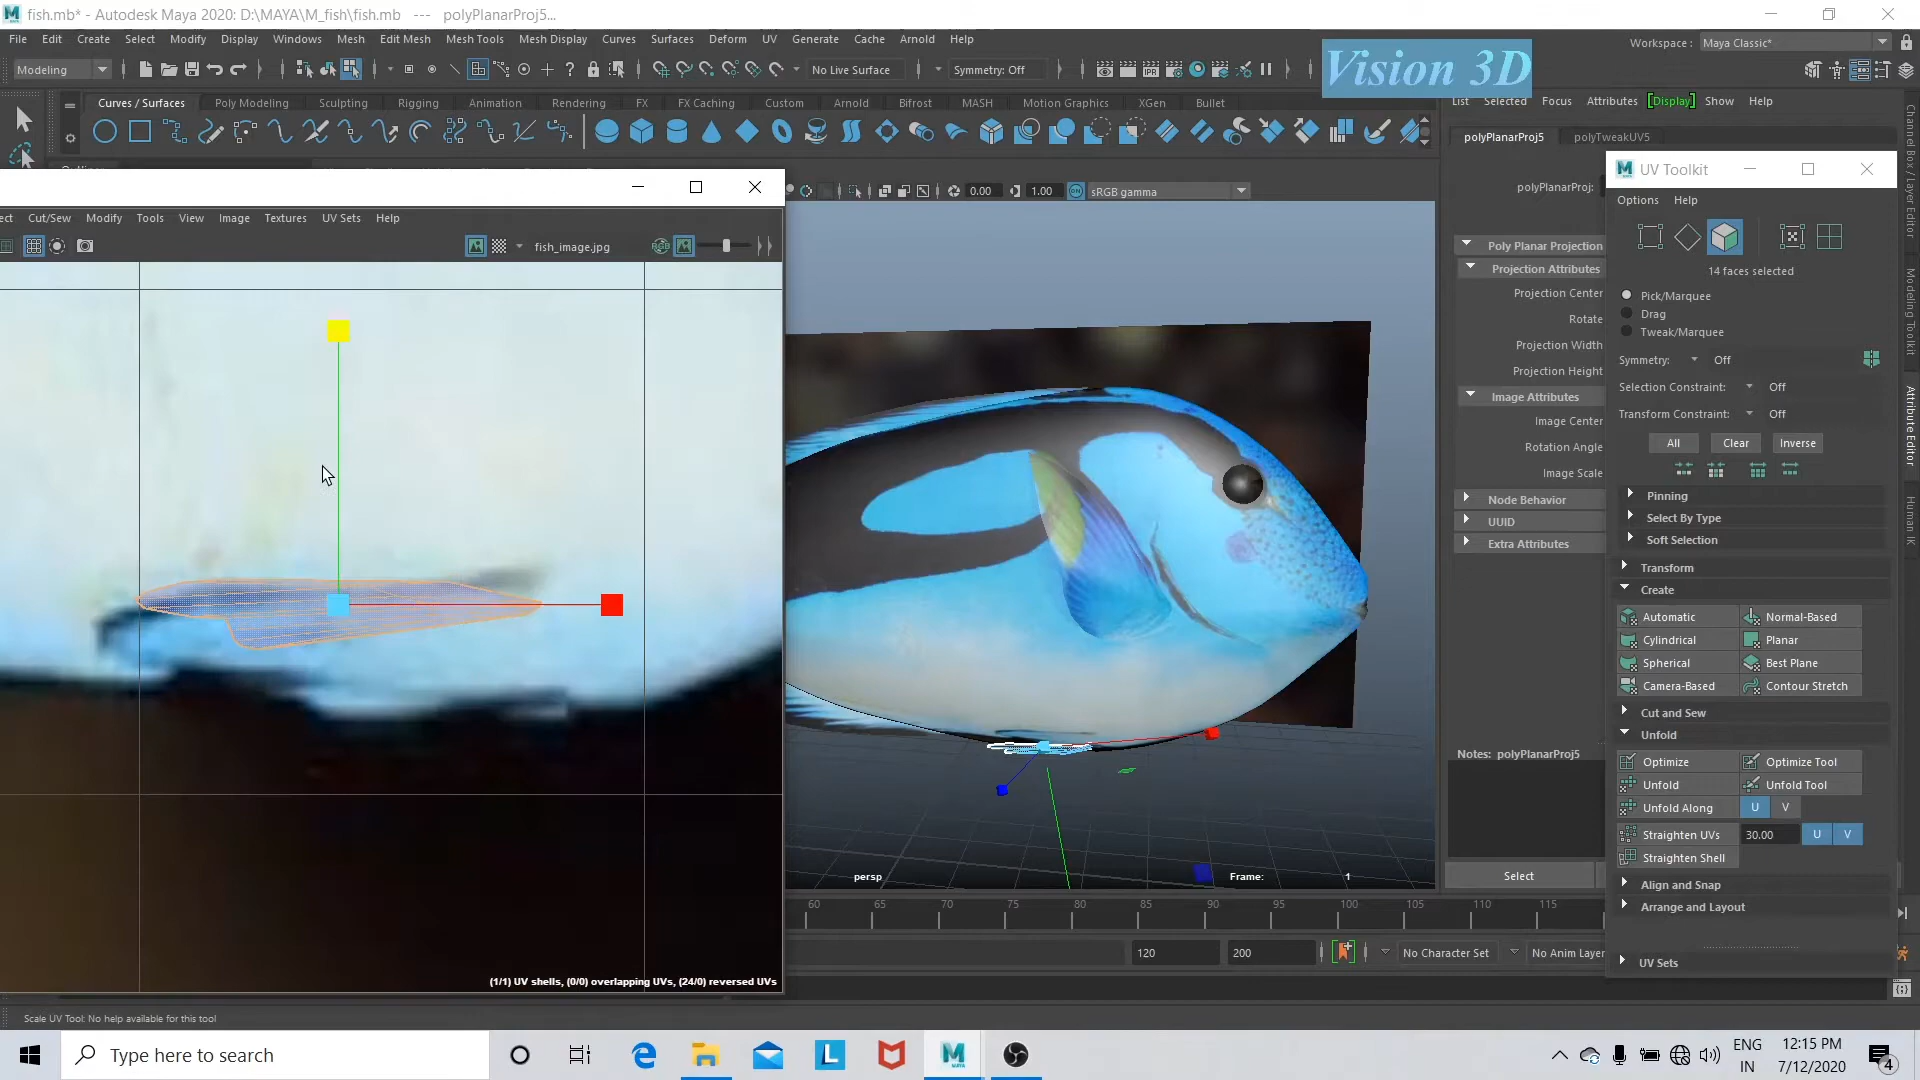 fish.mb* - Autodesk Maya 2020: D:\MAYA\M_fish\fish.mb --- polyPlanarProj5...
File Edit Create Select Modify Display Windows Mesh Edit Mesh Mesh Tools Mesh Display Curves Surfaces Deform UV Generate Cache Arnold Help
Workspace : Maya Classic*
Vision 3D
Modeling
No Live Surface
Symmetry: Off
Curves / Surfaces Poly Modeling Sculpting Rigging Animation Rendering FX FX Caching Custom Arnold Bifrost MASH Motion Graphics XGen Bullet
List Selected Focus Attributes Display Show Help
polyPlanarProj5 polyTweakUV5
UV Toolkit
polyPlanarProj:
0.00 1.00 sRGB gamma
Options Help
ect Cut/Sew Modify Tools View Image Textures UV Sets Help
fish_image.jpg
14 faces selected
Poly Planar Projection
Projection Attributes
Projection Center
Rotate
Projection Width
Projection Height
Image Attributes
Image Center
Rotation Angle
Image Scale
Node Behavior
UUID
Extra Attributes
Pick/Marquee
Drag
Tweak/Marquee
Symmetry: Off
Selection Constraint: Off
Transform Constraint: Off
All Clear Inverse
Pinning
Select By Type
Soft Selection
Transform
Create
Automatic Normal-Based
Cylindrical Planar
Spherical Best Plane
Camera-Based Contour Stretch
Cut and Sew
Unfold
Optimize Optimize Tool
Unfold Unfold Tool
Unfold Along U V
Straighten UVs 30.00 U V
Straighten Shell
Align and Snap
Arrange and Layout
UV Sets
Notes: polyPlanarProj5
Select
Channel Box / Layer Editor
Modeling Toolkit
Attribute Editor
Human IK
persp Frame: 1
60 65 70 75 80 85 90 95 100 105 110 115
120 200 No Character Set No Anim Layer
(1/1) UV shells, (0/0) overlapping UVs, (24/0) reversed UVs
Scale UV Tool: No help available for this tool
Type here to search
ENG
IN
12:15 PM
7/12/2020
4